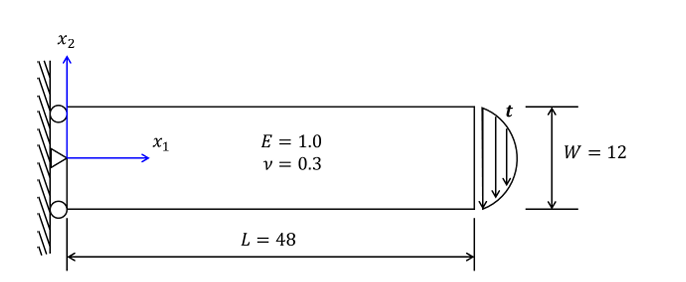 x₂
t
x₁
E = 1.0
ν = 0.3
W = 12
L = 48